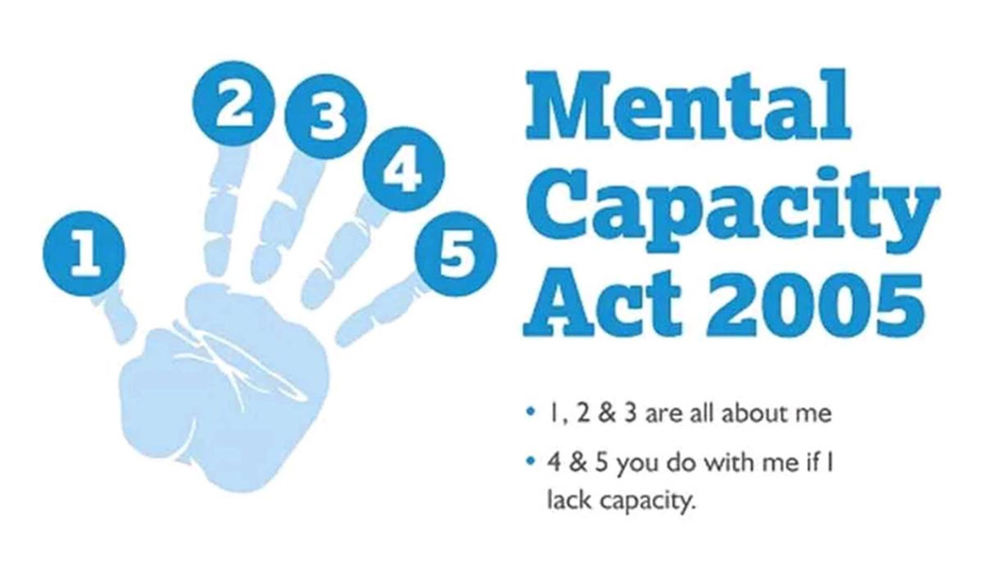 1
2
3
4
5
Mental
Capacity
Act 2005
• 1, 2 & 3 are all about me
• 4 & 5 you do with me if I
lack capacity.